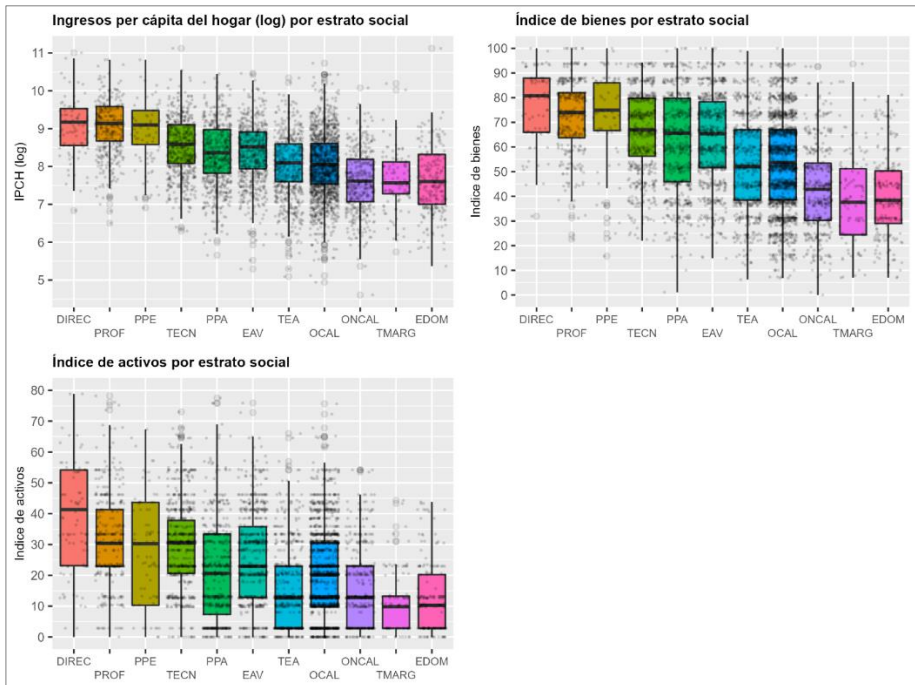 Ingresos per cápita del hogar (log) por estrato social
IPCH (log)
11
10
9
8
7
6
5
DIREC PPE PPA TEA ONCAL EDOM
PROF TECN EAV OCAL TMARG
Índice de bienes por estrato social
Indice de bienes
100
90
80
70
60
50
40
30
20
10
0
DIREC PPE PPA TEA ONCAL EDOM
PROF TECN EAV OCAL TMARG
Índice de activos por estrato social
Indice de activos
80
70
60
50
40
30
20
10
0
DIREC PPE PPA TEA ONCAL EDOM
PROF TECN EAV OCAL TMARG